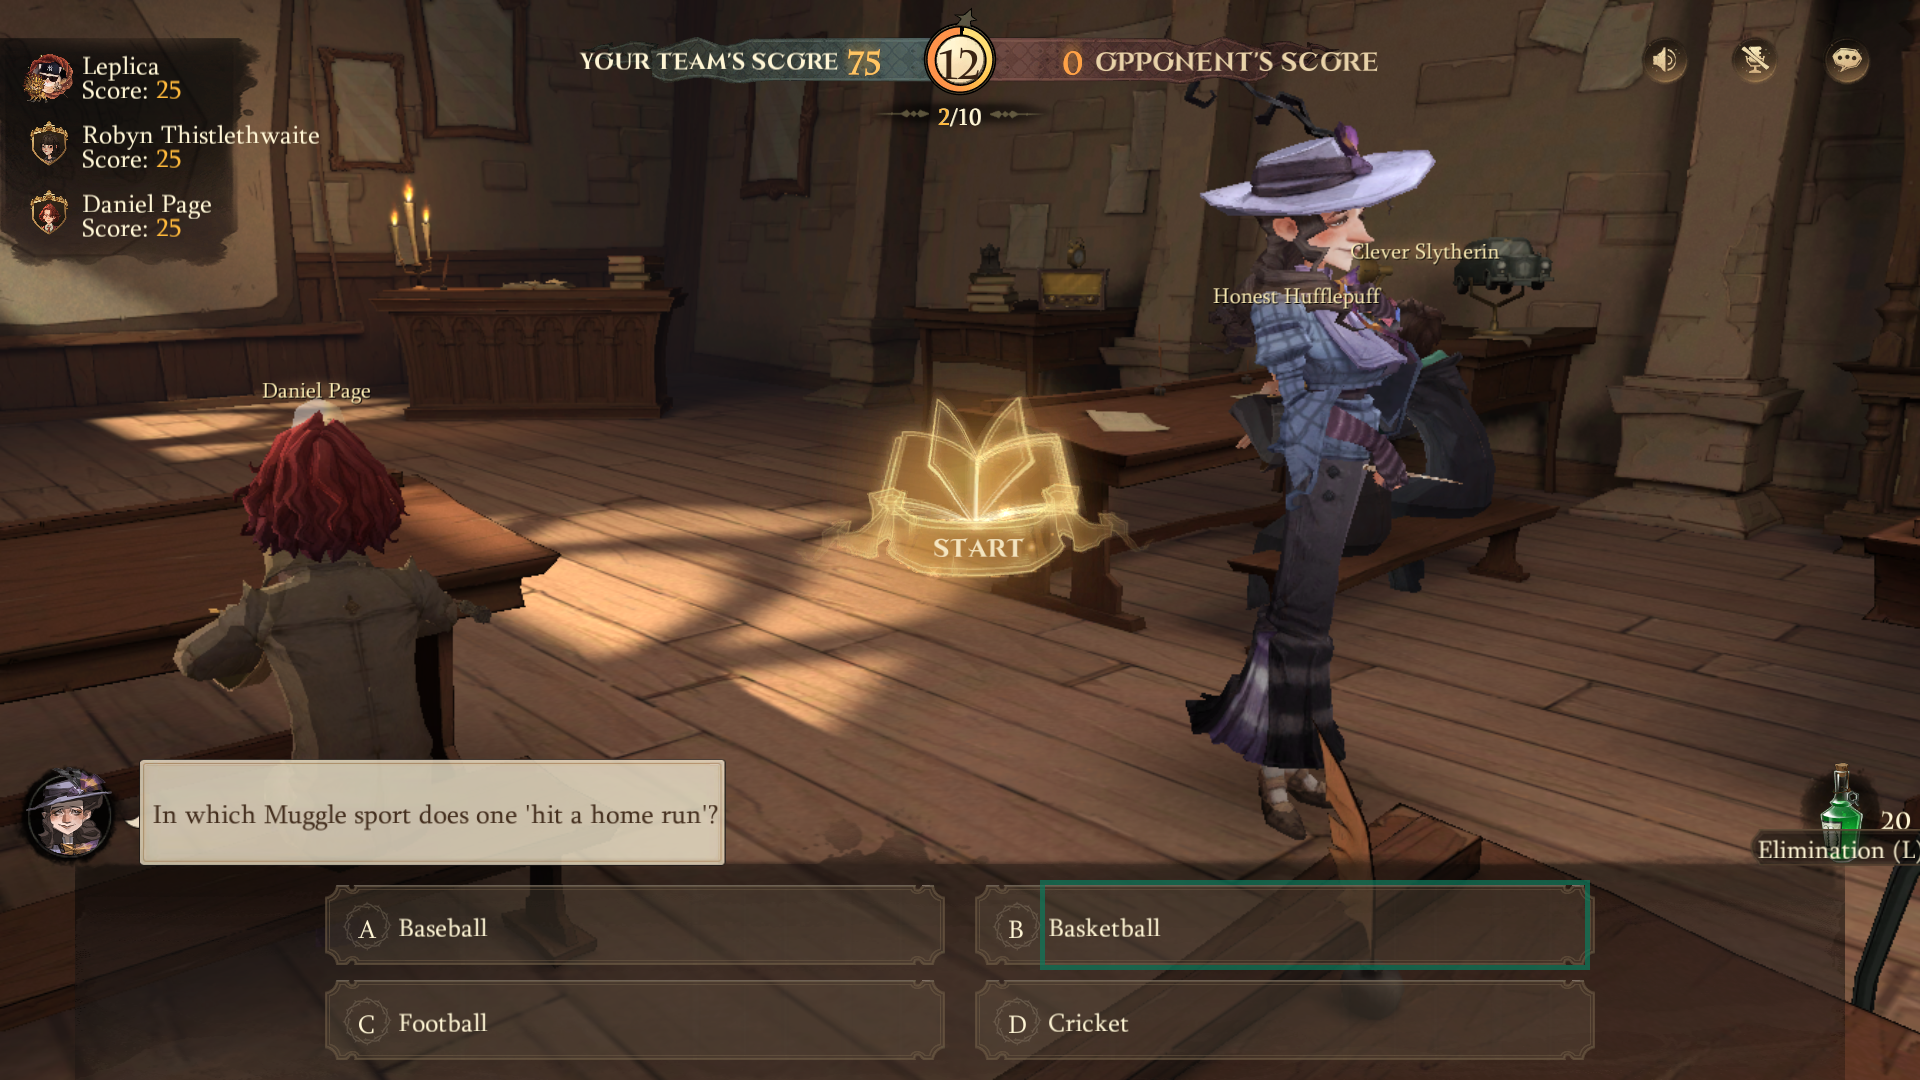 Leplica
Score: 25
Robyn Thistlethwaite
Score: 25
Daniel Page
Score: 25
YOUR TEAM'S SCORE 75
12
0 OPPONENT'S SCORE
2/10
Clever Slytherin
Honest Hufflepuff
Daniel Page
START
In which Muggle sport does one 'hit a home run'?
20
Elimination (L)
A Baseball
B Basketball
C Football
D Cricket